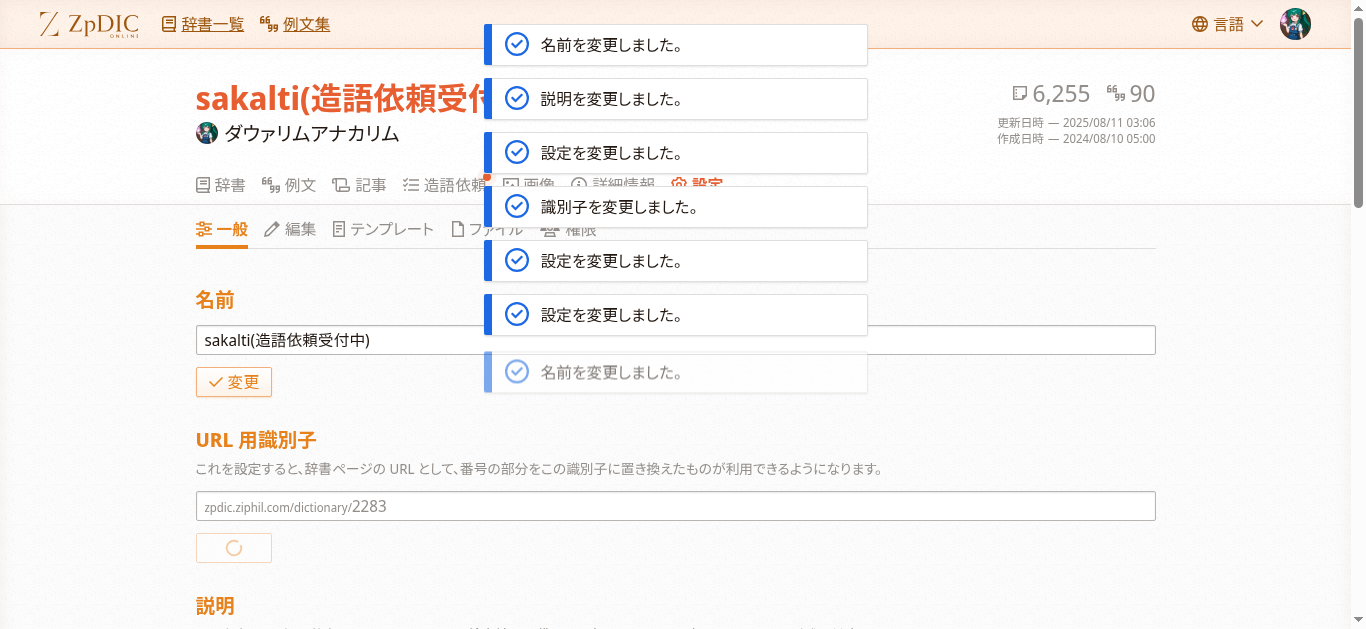 ZpDIC
ONLINE
辞書一覧
例文集
言語
sakalti(造語依頼受付
ダヴァリムアナカリム
6,255
90
更新日時 — 2025/08/11 03:06
作成日時 — 2024/08/10 05:00
名前を変更しました。
説明を変更しました。
設定を変更しました。
識別子を変更しました。
設定を変更しました。
設定を変更しました。
名前を変更しました。
辞書
例文
記事
造語依頼
画像
詳細情報
設定
一般
編集
テンプレート
ファイル
権限
名前
sakalti(造語依頼受付中)
変更
URL 用識別子
これを設定すると、辞書ページの URL として、番号の部分をこの識別子に置き換えたものが利用できるようになります。
zpdic.ziphil.com/dictionary/2283
説明